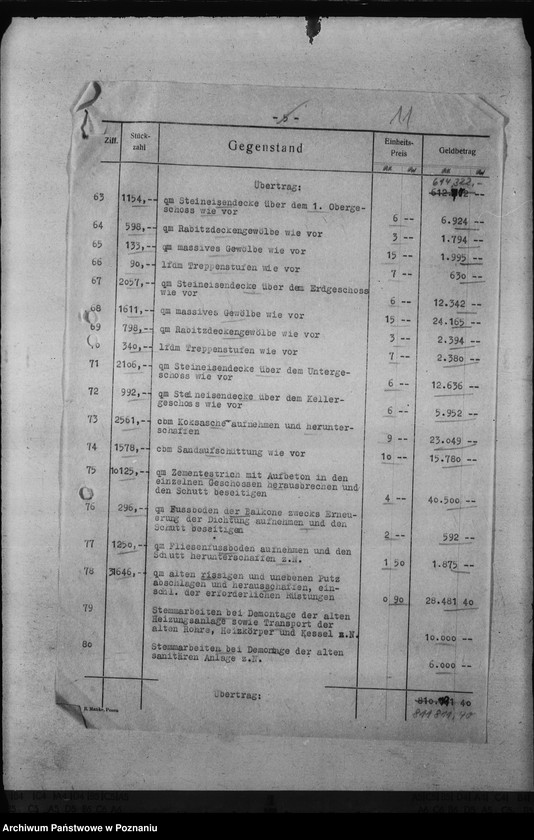 - 5 -
11
Ziff. Stück-zahl Gegenstand Einheits-Preis Geldbetrag
Übertrag: 614.322,-
63 1154,-- qm Steineisendecke über dem 1. Oberge-
schoss wie vor 6 -- 6.924 --
64 598,-- qm Rabitzdeckengewölbe wie vor 3 -- 1.794 --
65 133,-- qm massives Gewölbe wie vor 15 -- 1.995 --
66 90,-- lfdm Treppenstufen wie vor 7 -- 630 --
67 2057,-- qm Steineisendecke über dem Erdgeschoss
wie vor 6 -- 12.342 --
68 1611,-- qm massives Gewölbe wie vor 15 -- 24.165 --
69 798,-- qm Rabitzdeckengewölbe wie vor 3 -- 2.394 --
340,-- lfdm Treppenstufen wie vor 7 -- 2.380 --
71 2106,-- qm Steineisendecke über dem Unterge-
schoss wie vor 6 -- 12.636 --
72 992,-- qm Steineisendecke über dem Keller-
geschoss wie vor 6 -- 5.952 --
73 2561,-- cbm Koksasche aufnehmen und herunter-
schaffen 9 -- 23.049 --
74 1578,-- cbm Sandaufschüttung wie vor 10 -- 15.780 --
75 10125,-- qm Zementestrich mit Aufbeton in den
einzelnen Geschossen herausbrechen und
den Schutt beseitigen 4 -- 40.500 --
76 296,-- qm Fussboden der Balkone zwecks Erneu-
erung der Dichtung aufnehmen und den
Schutt beseitigen 2 -- 592 --
77 1250,-- qm Fliesenfussboden aufnehmen und den
Schutt herunterschaffen z.N. 1 50 1.875 --
78 31646,-- qm alten rissigen und unebenen Putz
abschlagen und herausschaffen, ein-
schl. der erforderlichen Rüstungen 0 90 28.481 40
79 Stemmarbeiten bei Demontage der alten
Heizungsanlage sowie Transport der
alten Rohre, Heizkörper und Kessel z.N. 10.000 --
80 Stemmarbeiten bei Demontage der alten
sanitären Anlage z.N. 6.000 --
Übertrag: 40
811 811,40
Archiwum Państwowe w Poznaniu